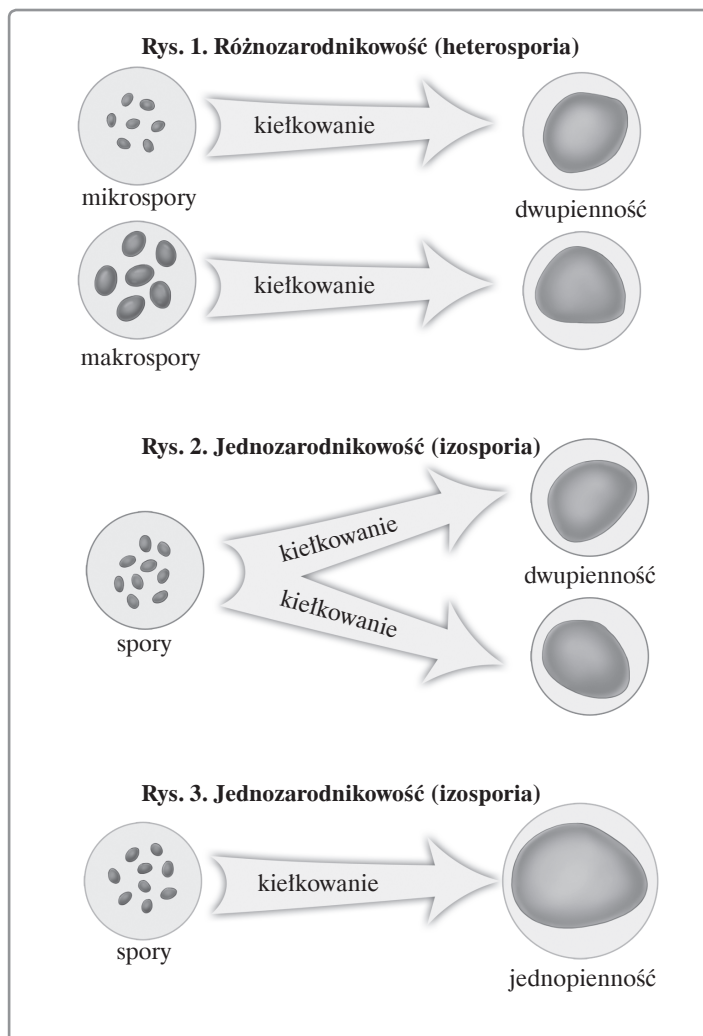 Rys. 1. Różnozarodnikowość (heterosporia)
kiełkowanie
mikrospory
dwupienność
kiełkowanie
makrospory
Rys. 2. Jednozarodnikowość (izosporia)
kiełkowanie
dwupienność
kiełkowanie
spory
Rys. 3. Jednozarodnikowość (izosporia)
kiełkowanie
spory
jednopienność